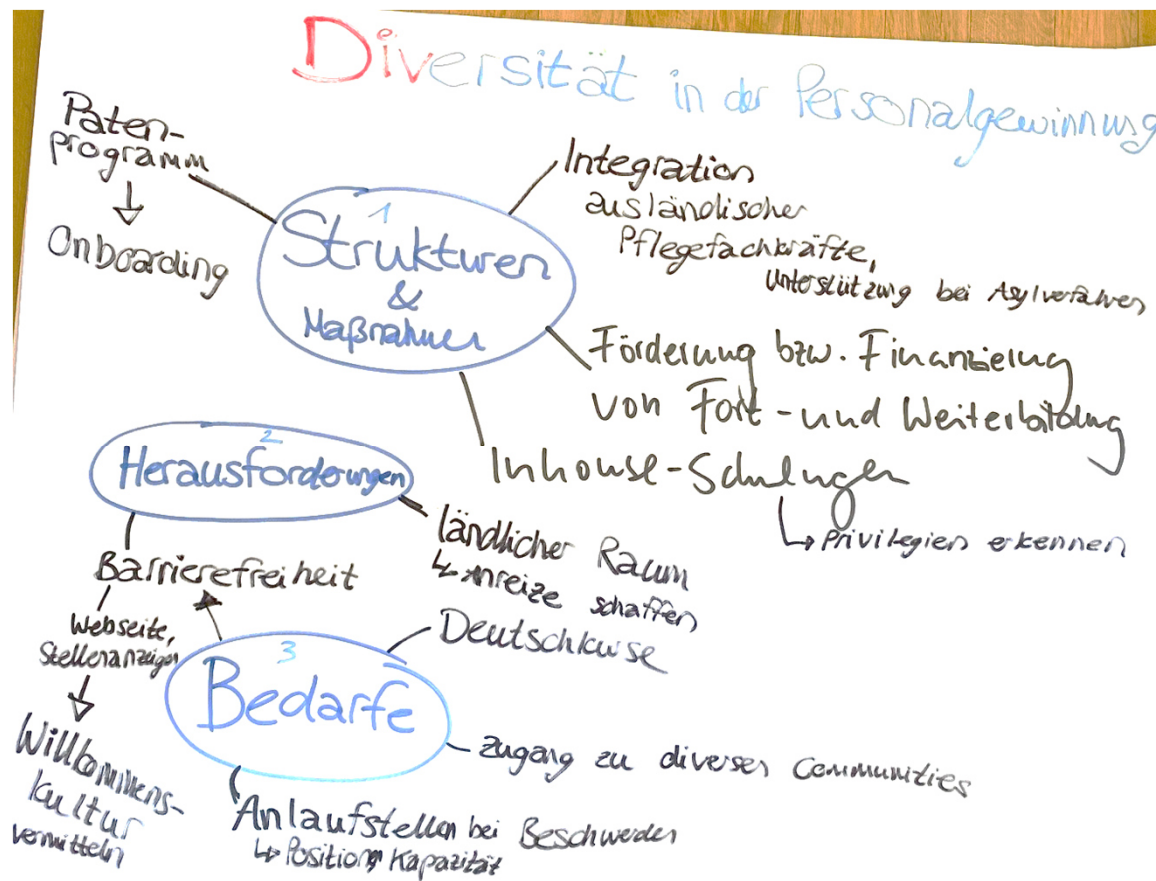 Diversität in der Personalgewinnung
Paten-
programm
↓
Onboarding
1
Strukturen
&
Maßnahmen
Integration
ausländischer
Pflegefachkräfte,
Unterstützung bei Asylverfahren
Förderung bzw. Finanzierung
von Fort- und Weiterbildung
Inhouse-Schulungen
↳ Privilegien erkennen
2
Herausforderungen
ländlicher Raum
↳ Anreize schaffen
Barrierefreiheit
Webseite,
Stellenanzeigen
↓
Willkommens-
kultur
vermitteln
3
Bedarfe
Deutschkurse
Zugang zu diversen Communities
Anlaufstellen bei Beschwerden
↳ Position, Kapazität